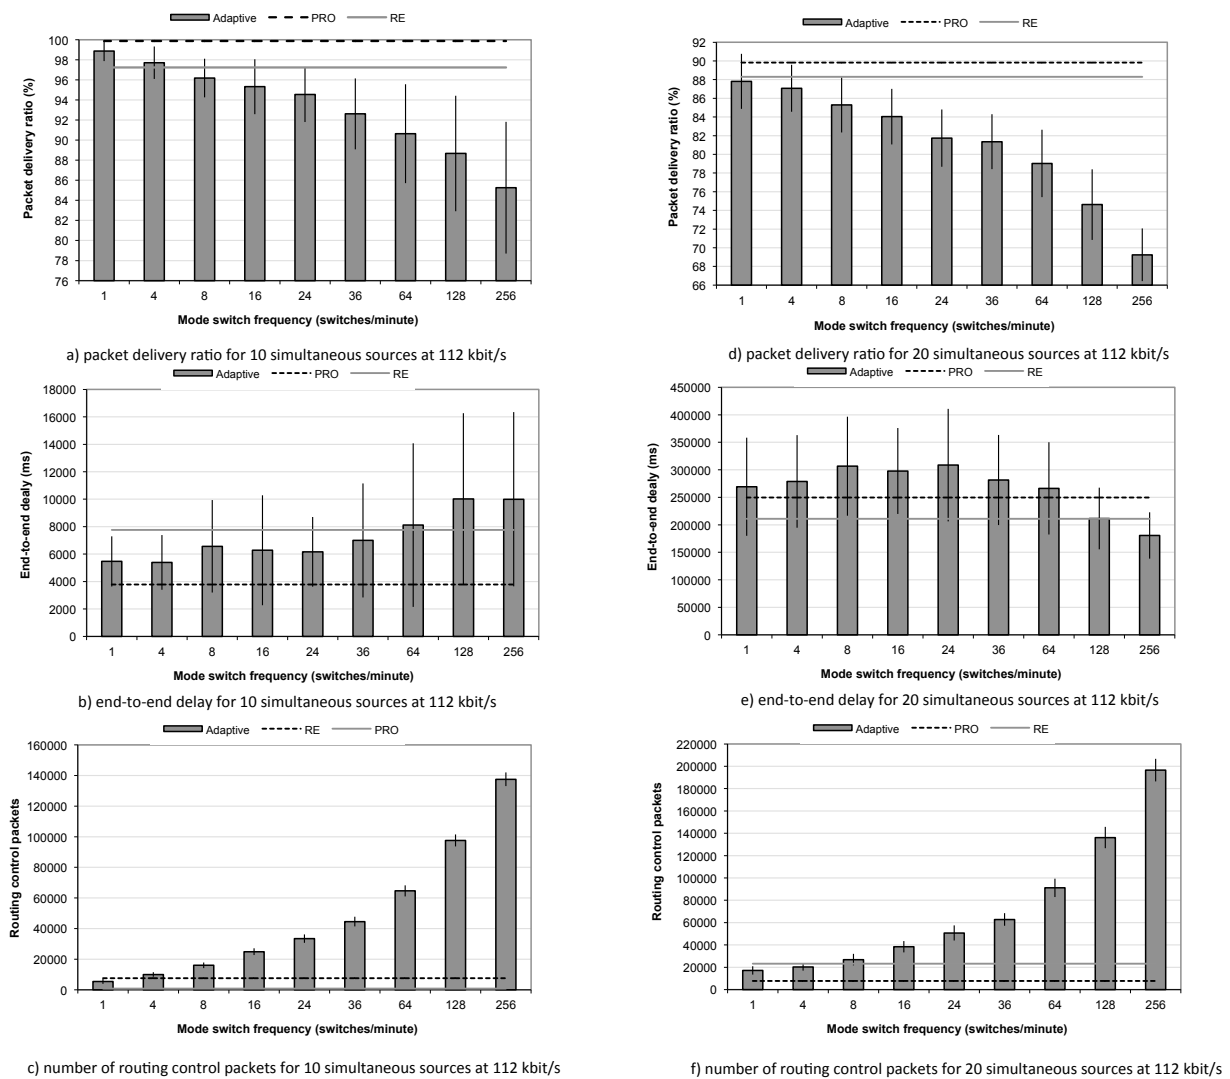 Adaptive PRO RE
Packet delivery ratio (%)
100
98
96
94
92
90
88
86
84
82
80
78
76
1 4 8 16 24 36 64 128 256
Mode switch frequency (switches/minute)
a) packet delivery ratio for 10 simultaneous sources at 112 kbit/s
Adaptive PRO RE
End-to-end dealy (ms)
18000
16000
14000
12000
10000
8000
6000
4000
2000
0
1 4 8 16 24 36 64 128 256
Mode switch frequency (switches/minute)
b) end-to-end delay for 10 simultaneous sources at 112 kbit/s
Adaptive RE PRO
Routing control packets
160000
140000
120000
100000
80000
60000
40000
20000
0
1 4 8 16 24 36 64 128 256
Mode switch frequency (switches/minute)
c) number of routing control packets for 10 simultaneous sources at 112 kbit/s
Adaptive PRO RE
Packet delivery ratio (%)
92
90
88
86
84
82
80
78
76
74
72
70
68
66
1 4 8 16 24 36 64 128 256
Mode switch frequency (switches/minute)
d) packet delivery ratio for 20 simultaneous sources at 112 kbit/s
Adaptive PRO RE
End-to-end dealy (ms)
450000
400000
350000
300000
250000
200000
150000
100000
50000
0
1 4 8 16 24 36 64 128 256
Mode switch frequency (switches/minute)
e) end-to-end delay for 20 simultaneous sources at 112 kbit/s
Adaptive PRO RE
Routing control packets
220000
200000
180000
160000
140000
120000
100000
80000
60000
40000
20000
0
1 4 8 16 24 36 64 128 256
Mode switch frequency (switches/minute)
f) number of routing control packets for 20 simultaneous sources at 112 kbit/s